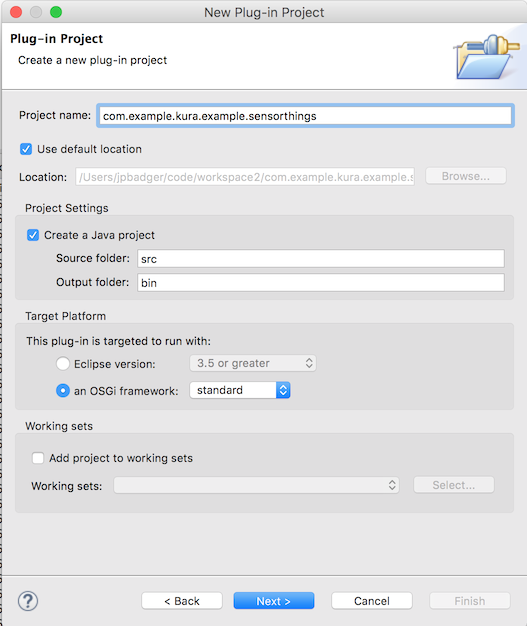 New Plug-in Project
Plug-in Project
Create a new plug-in project
Project name: com.example.kura.example.sensorthings
Use default location
Location: /Users/jpbadger/code/workspace2/com.example.kura.example.s Browse...
Project Settings
Create a Java project
Source folder: src
Output folder: bin
Target Platform
This plug-in is targeted to run with:
Eclipse version: 3.5 or greater
an OSGi framework: standard
Working sets
Add project to working sets
Working sets: Select...
? < Back Next > Cancel Finish